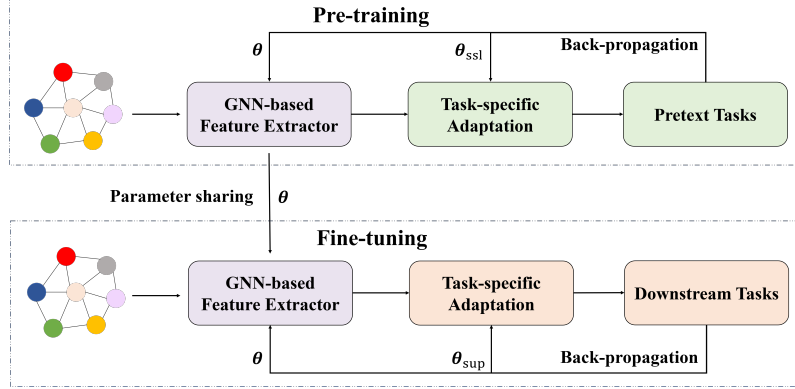 Pre-training
θ
θssl
Back-propagation
GNN-based
Feature Extractor
Task-specific
Adaptation
Pretext Tasks
Parameter sharing
θ
Fine-tuning
GNN-based
Feature Extractor
Task-specific
Adaptation
Downstream Tasks
θ
θsup
Back-propagation